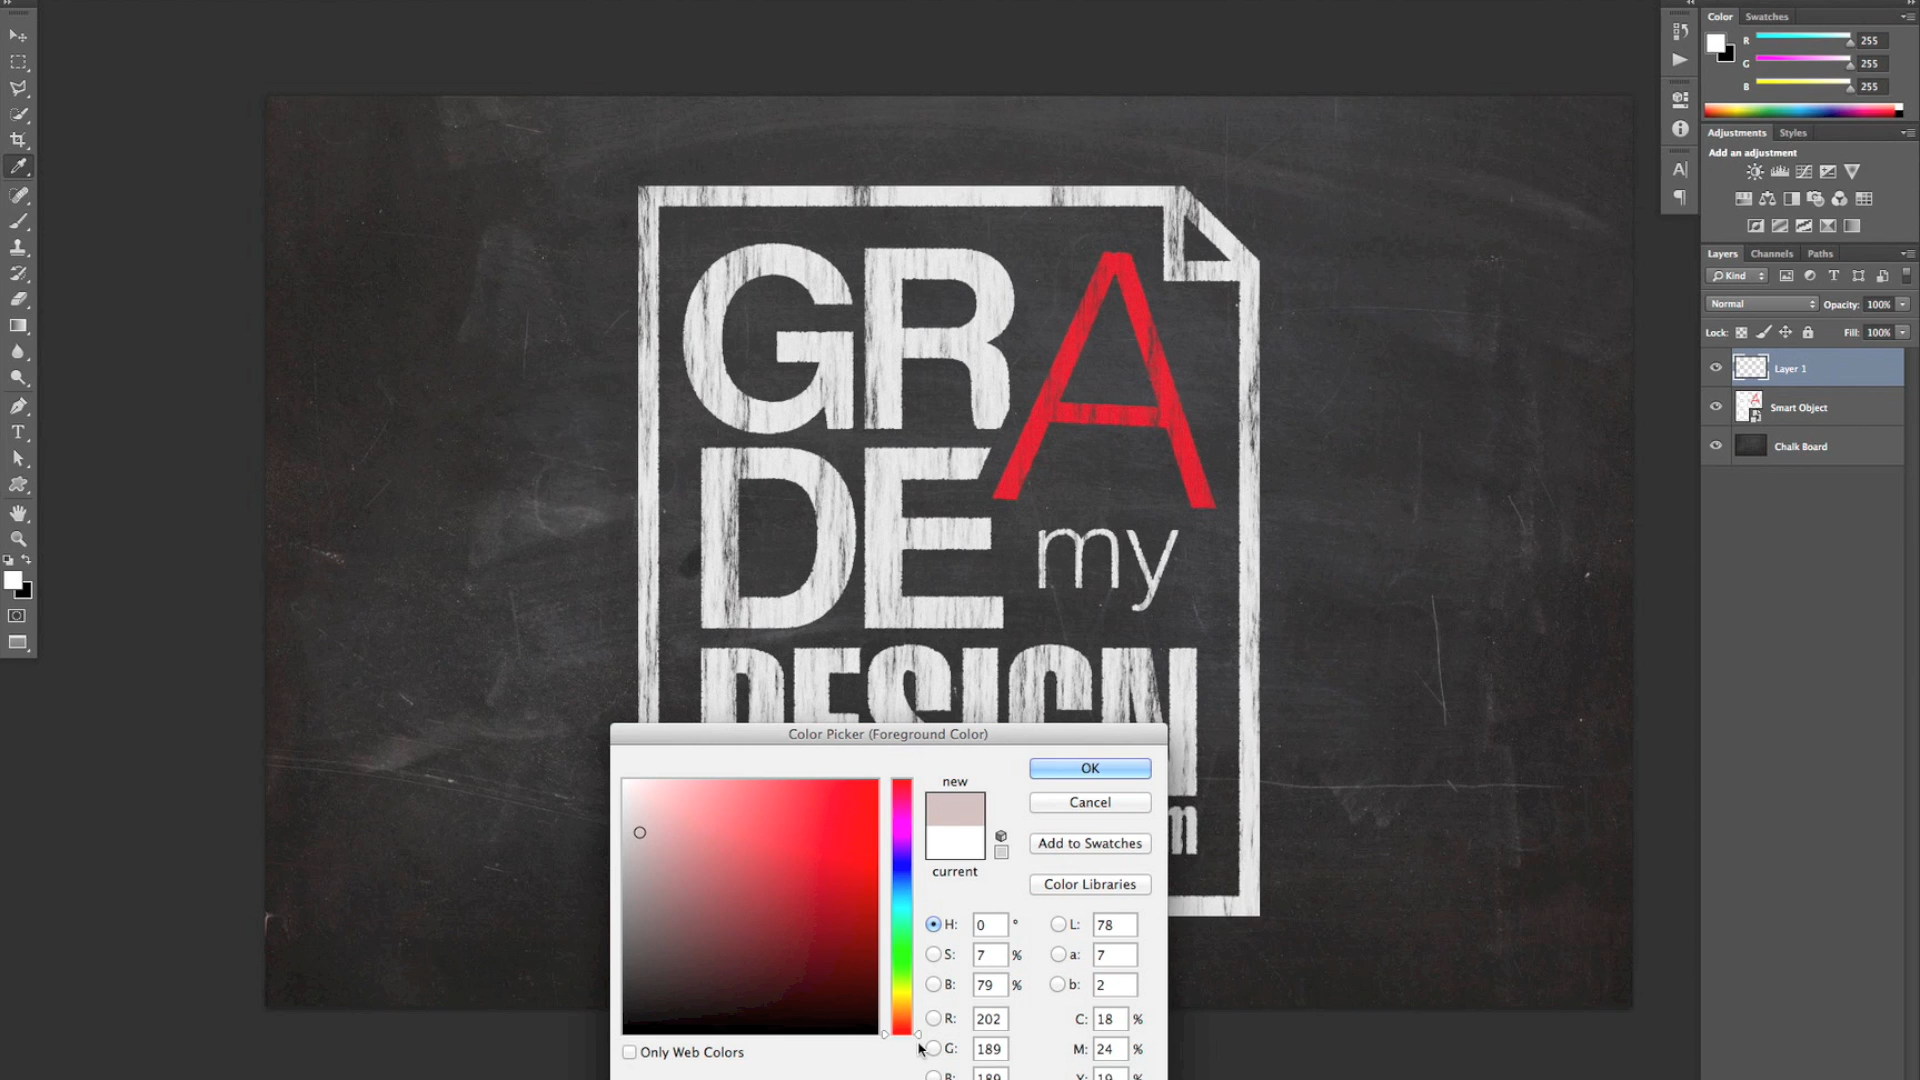 Color Swatches
R 255
G 255
B 255
Adjustments Styles
Add an adjustment
Layers Channels Paths
Kind
Normal Opacity: 100%
Lock: Fill: 100%
Layer 1
Smart Object
Chalk Board
GR A
DE my
DESIGN
m
Color Picker (Foreground Color)
new
current
OK
Cancel
Add to Swatches
Color Libraries
H: 0 ° L: 78
S: 7 % a: 7
B: 79 % b: 2
R: 202 C: 18 %
G: 189 M: 24 %
B: 189 Y: 19 %
Only Web Colors